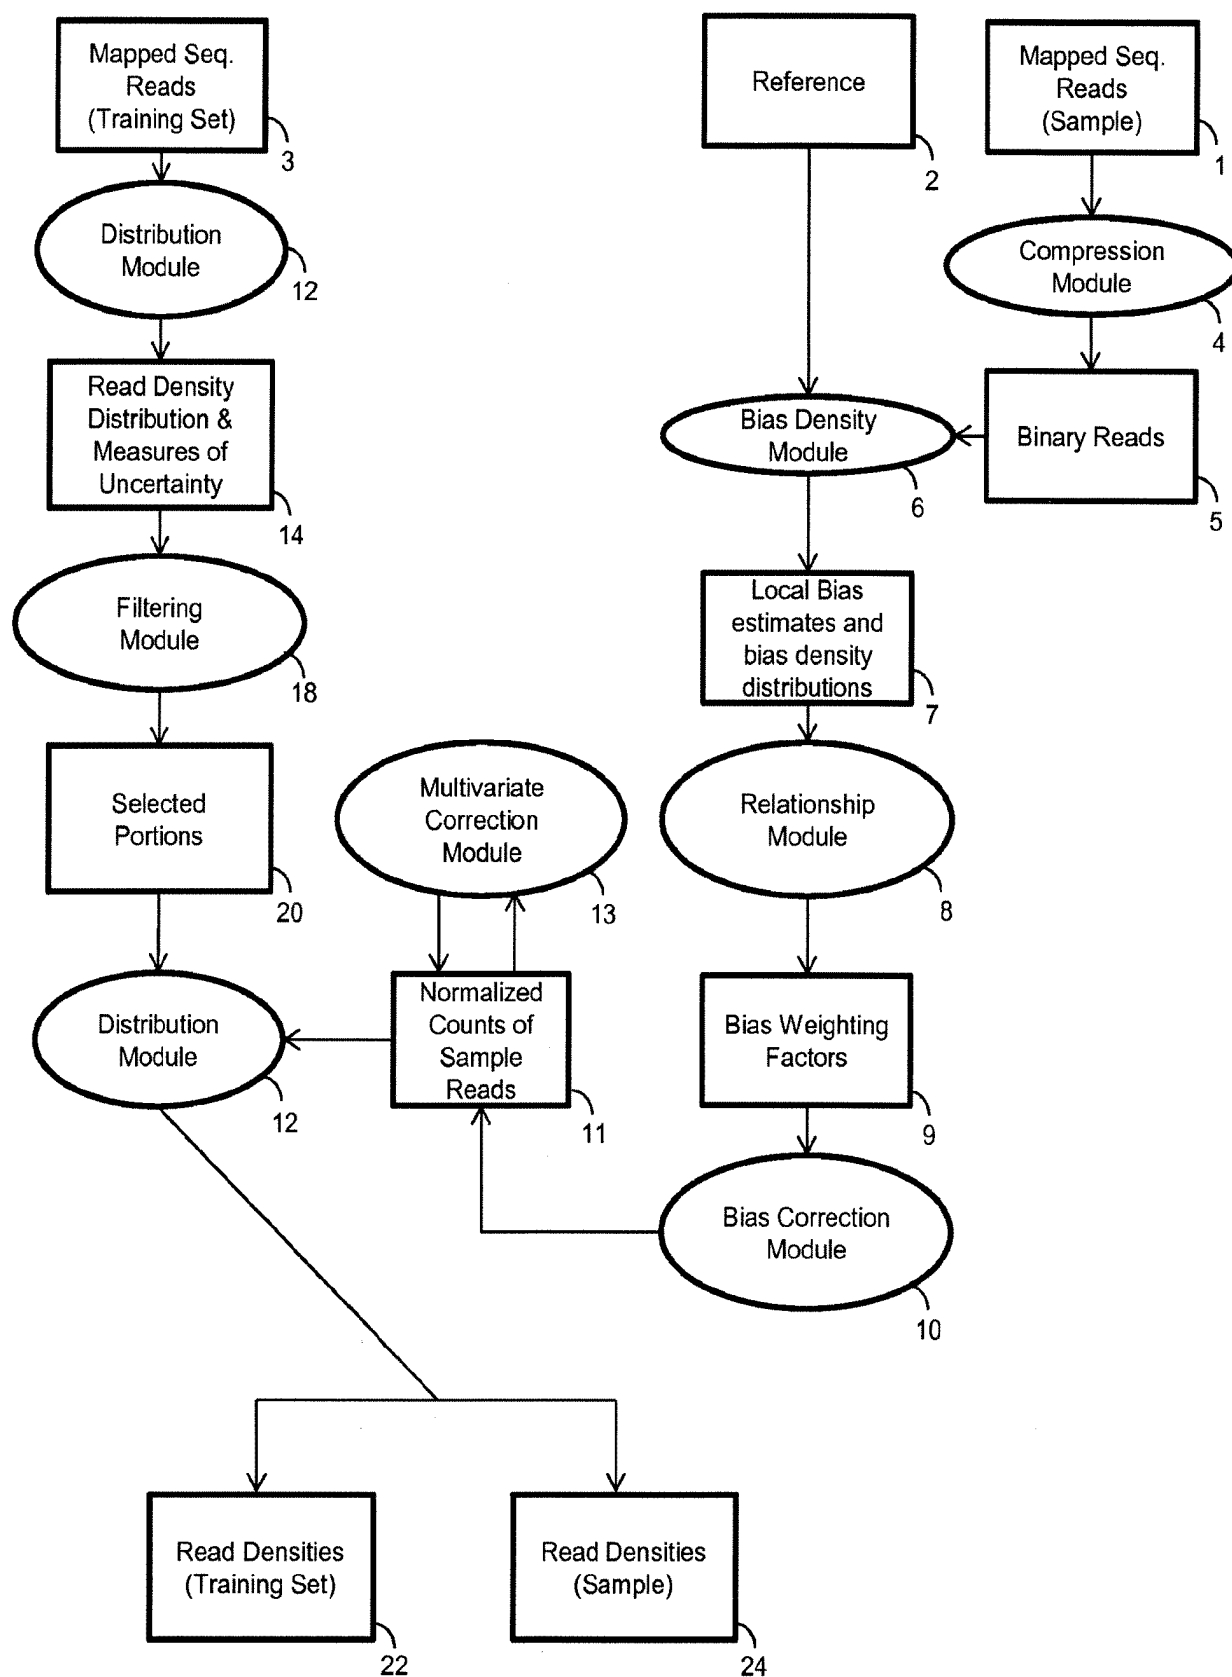 Mapped Seq.
Reads
(Training Set)
3
Distribution
Module
12
Read Density
Distribution &
Measures of
Uncertainty
14
Filtering
Module
18
Selected
Portions
20
Distribution
Module
12
Multivariate
Correction
Module
13
Normalized
Counts of
Sample
Reads
11
Reference
2
Mapped Seq.
Reads
(Sample)
1
Compression
Module
4
Binary Reads
5
Bias Density
Module
6
Local Bias
estimates and
bias density
distributions
7
Relationship
Module
8
Bias Weighting
Factors
9
Bias Correction
Module
10
Read Densities
(Training Set)
22
Read Densities
(Sample)
24